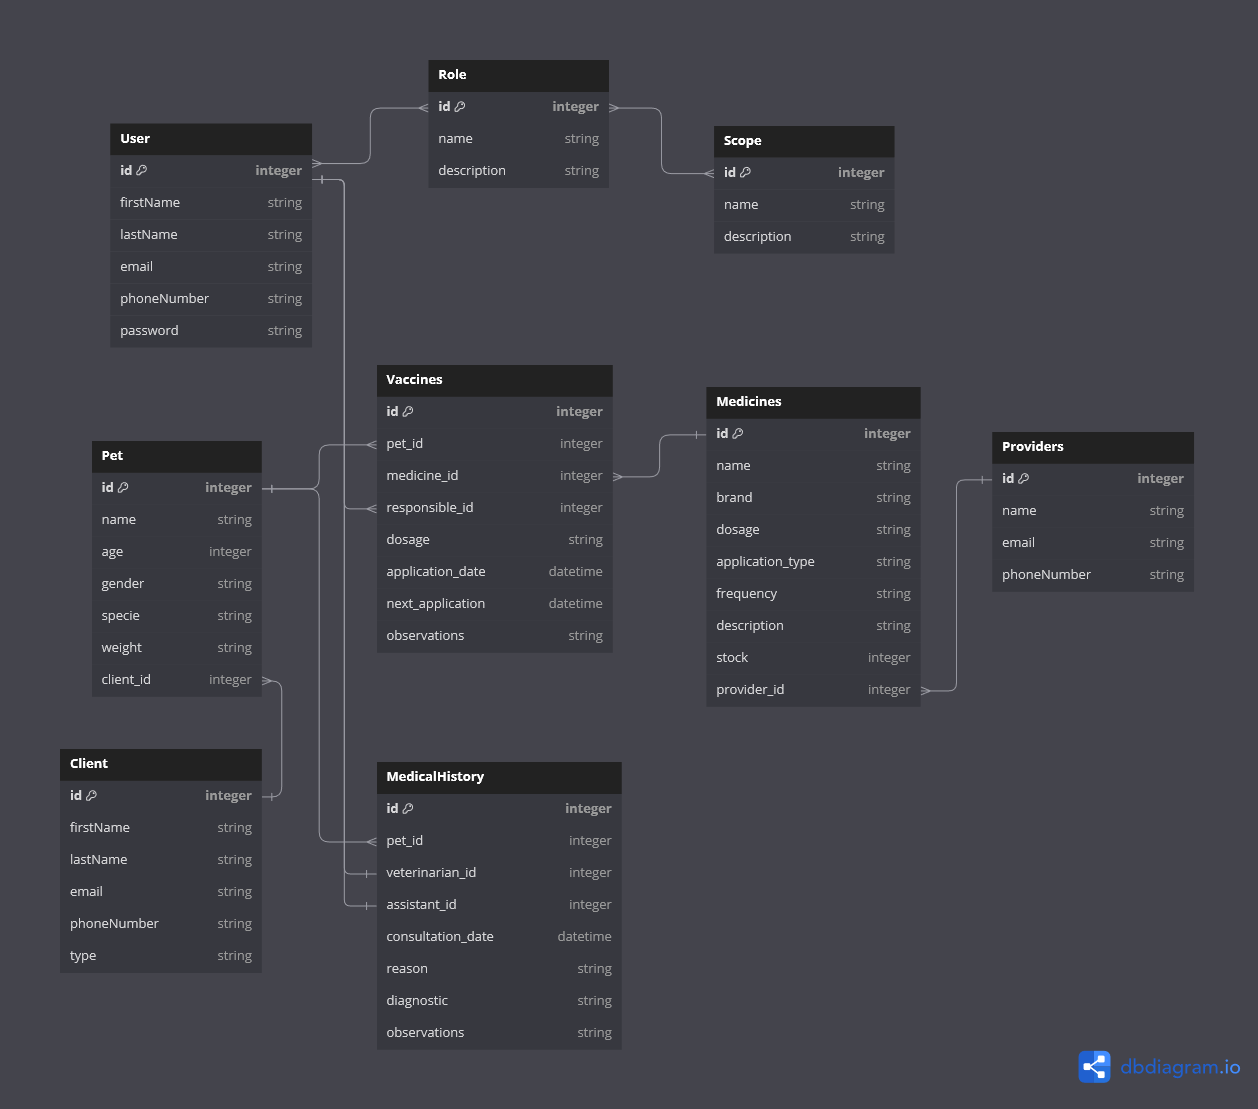 Role
id integer
name string
description string
User
id integer
firstName string
lastName string
email string
phoneNumber string
password string
Scope
id integer
name string
description string
Vaccines
id integer
pet_id integer
medicine_id integer
responsible_id integer
dosage string
application_date datetime
next_application datetime
observations string
Medicines
id integer
name string
brand string
dosage string
application_type string
frequency string
description string
stock integer
provider_id integer
Providers
id integer
name string
email string
phoneNumber string
Pet
id integer
name string
age integer
gender string
specie string
weight string
client_id integer
Client
id integer
firstName string
lastName string
email string
phoneNumber string
type string
MedicalHistory
id integer
pet_id integer
veterinarian_id integer
assistant_id integer
consultation_date datetime
reason string
diagnostic string
observations string
dbdiagram.io